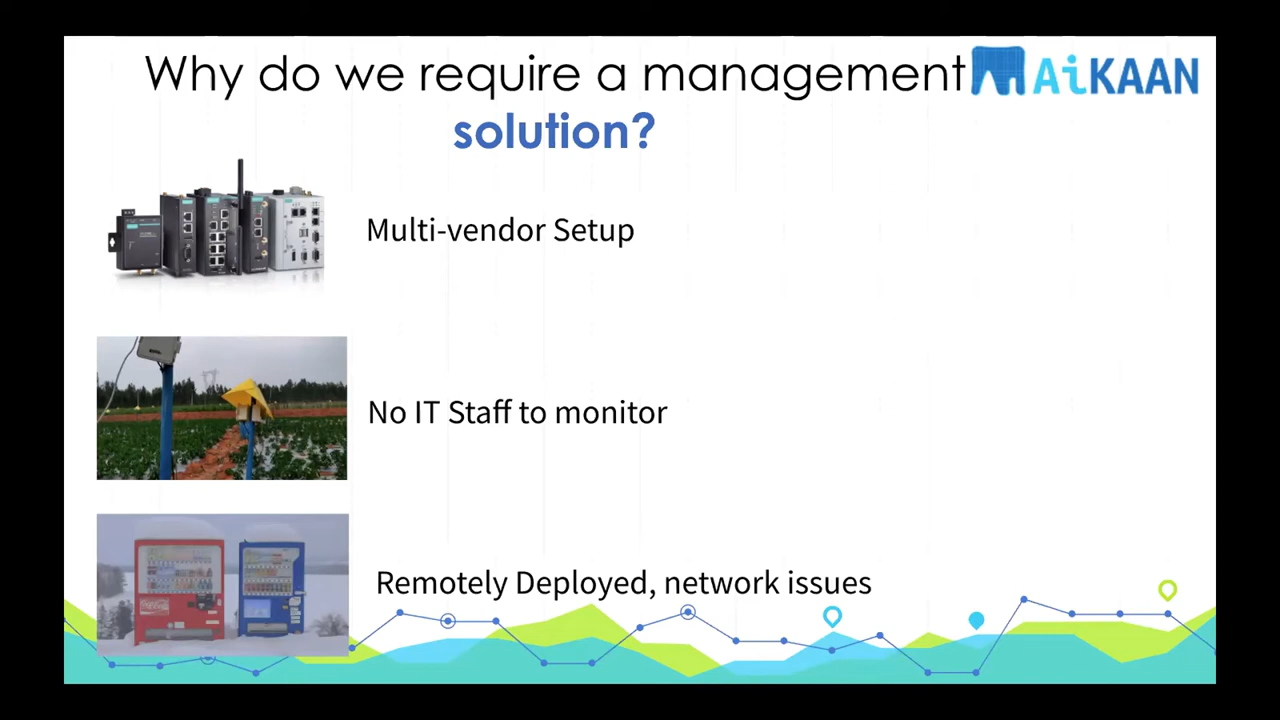 Why do we require a management
AiKAAN
solution?
Multi-vendor Setup
No IT Staff to monitor
Remotely Deployed, network issues